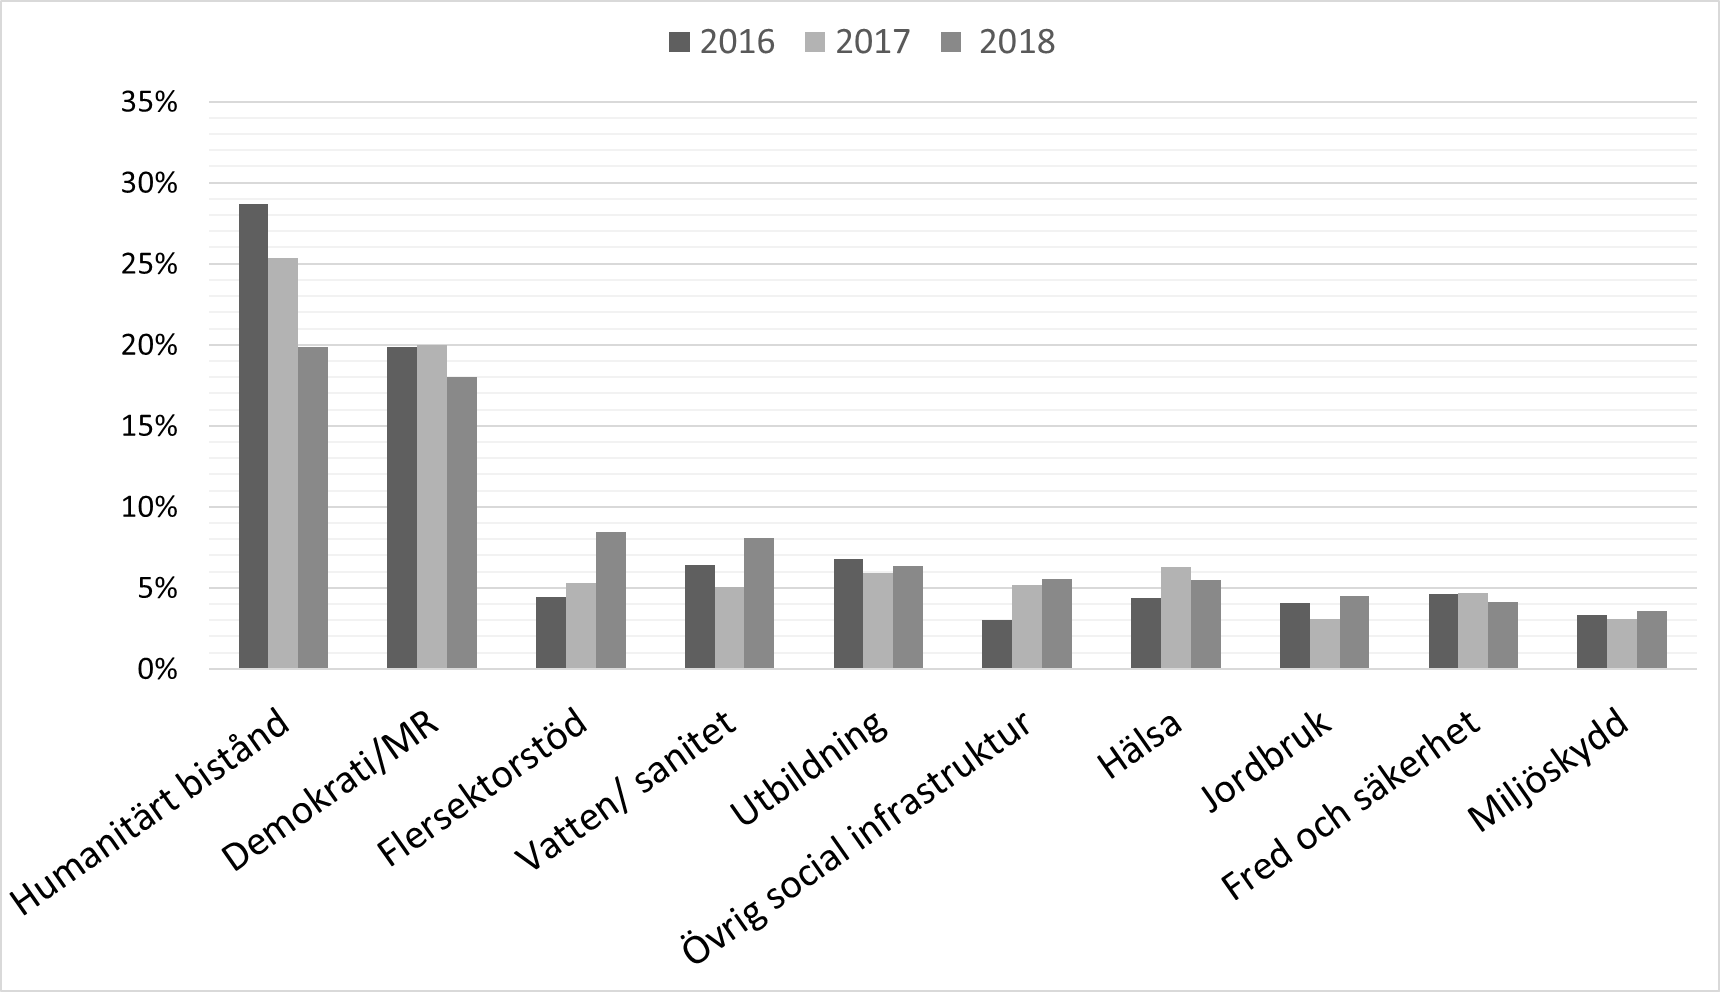 2016 2017 2018
35%
30%
25%
20%
15%
10%
5%
0%
Humanitärt bistånd
Demokrati/MR
Flersektorstöd
Vatten/ sanitet
Utbildning
Övrig social infrastruktur
Hälsa
Jordbruk
Fred och säkerhet
Miljöskydd